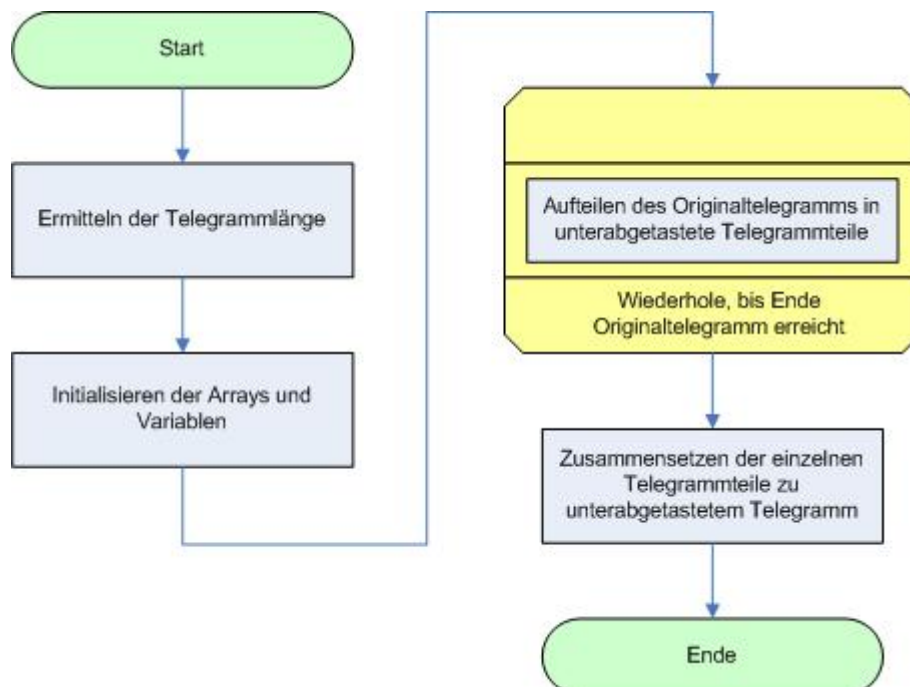 Start
Ermitteln der Telegrammlänge
Initialisieren der Arrays und
Variablen
Aufteilen des Originaltelegramms in
unterabgetastete Telegrammteile
Wiederhole, bis Ende
Originaltelegramm erreicht
Zusammensetzen der einzelnen
Telegrammteile zu
unterabgetastetem Telegramm
Ende